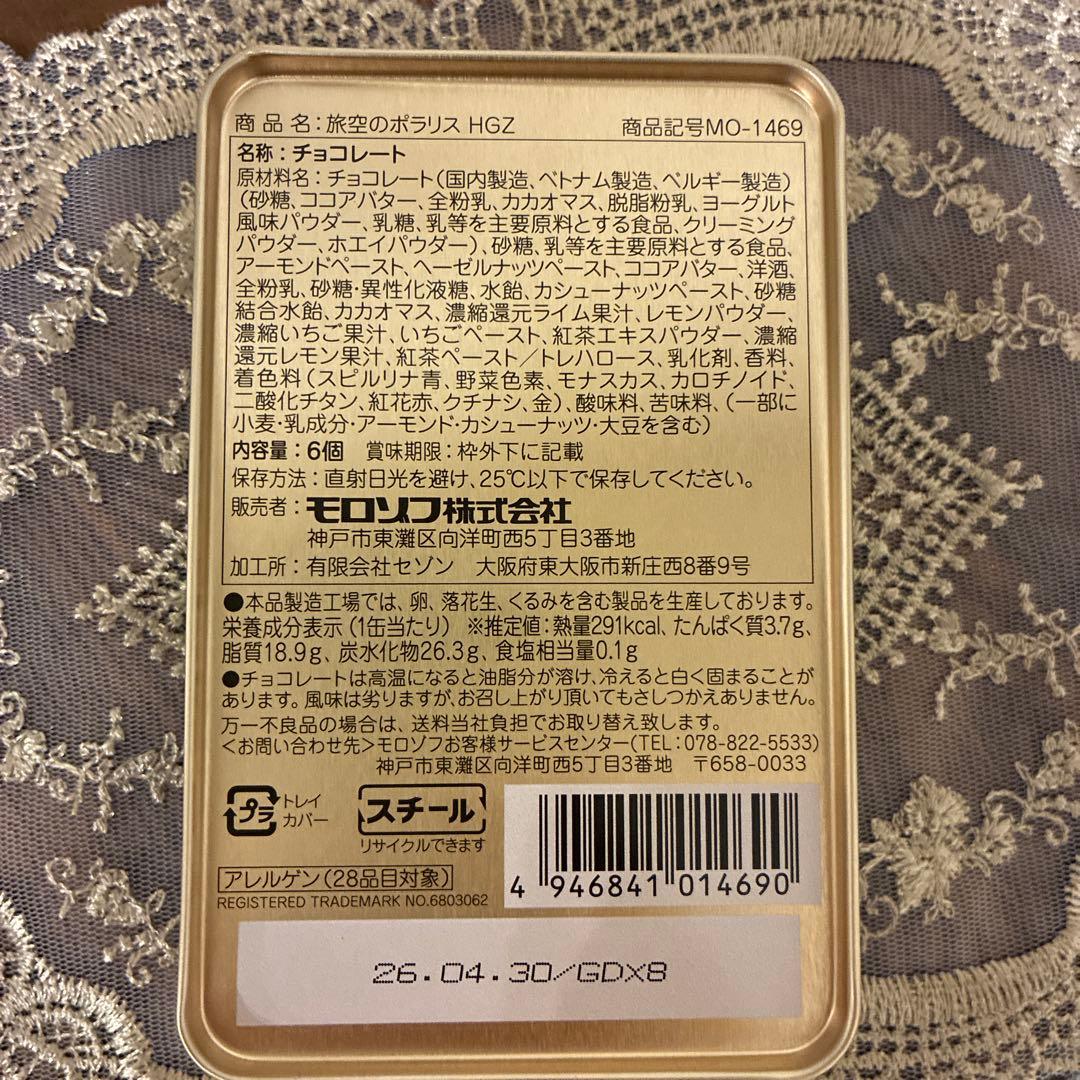 商品名：旅空のポラリス HGZ 商品記号MO-1469
名称：チョコレート
原材料名：チョコレート（国内製造、ベトナム製造、ベルギー製造）
（砂糖、ココアバター、全粉乳、カカオマス、脱脂粉乳、ヨーグルト
風味パウダー、乳糖、乳等を主要原料とする食品、クリーミング
パウダー、ホエイパウダー）、砂糖、乳等を主要原料とする食品、
アーモンドペースト、ヘーゼルナッツペースト、ココアバター、洋酒、
全粉乳、砂糖・異性化液糖、水飴、カシューナッツペースト、砂糖
結合水飴、カカオマス、濃縮還元ライム果汁、レモンパウダー、
濃縮いちご果汁、いちごペースト、紅茶エキスパウダー、濃縮
還元レモン果汁、紅茶ペースト／トレハロース、乳化剤、香料、
着色料（スピルリナ青、野菜色素、モナスカス、カロチノイド、
二酸化チタン、紅花赤、クチナシ、金）、酸味料、苦味料、（一部に
小麦・乳成分・アーモンド・カシューナッツ・大豆を含む）
内容量：6個 賞味期限：枠外下に記載
保存方法：直射日光を避け、25℃以下で保存してください。
販売者：モロゾフ株式会社
神戸市東灘区向洋町西5丁目3番地
加工所：有限会社セゾン 大阪府東大阪市新庄西8番9号
●本品製造工場では、卵、落花生、くるみを含む製品を生産しております。
栄養成分表示（1缶当たり） ※推定値：熱量291kcal、たんぱく質3.7g、
脂質18.9g、炭水化物26.3g、食塩相当量0.1g
●チョコレートは高温になると油脂分が溶け、冷えると白く固まることが
あります。風味は劣りますが、お召し上がり頂いてもさしつかえありません。
万一不良品の場合は、送料当社負担でお取り替え致します。
＜お問い合わせ先＞モロゾフお客様サービスセンター（TEL：078-822-5533）
神戸市東灘区向洋町西5丁目3番地 〒658-0033
プラ トレイ
カバー
スチール
リサイクルできます
アレルゲン（28品目対象）
REGISTERED TRADEMARK NO.6803062
4 946841 014690
26.04.30/GDX8